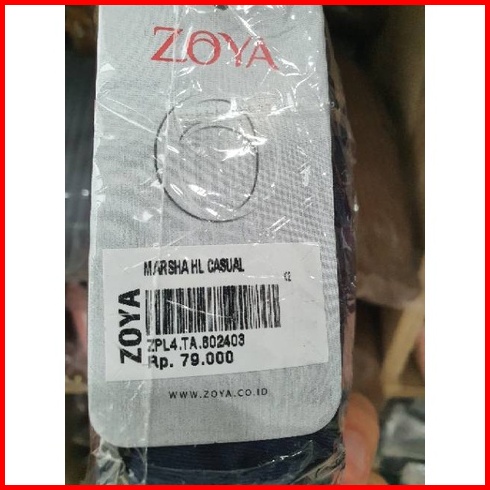 ZOYA
MARSHA HL CASUAL
ZOYA
ZPL4.TA.802403
Rp. 79.000
WWW.ZOYA.CO.ID